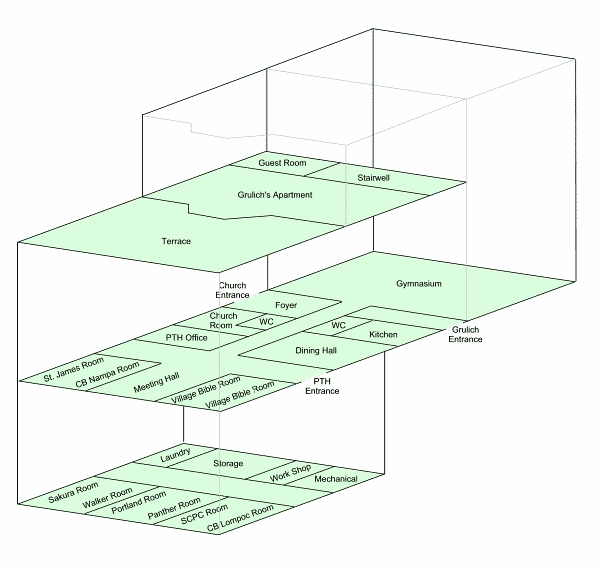 Guest Room
Stairwell
Grulich's Apartment
Terrace
Church
Entrance
Gymnasium
Foyer
Church
Room
WC
PTH Office
WC
Kitchen
Grulich
Entrance
Dining Hall
St. James Room
CB Nampa Room
Meeting Hall
Village Bible Room
Village Bible Room
PTH
Entrance
Laundry
Storage
Work Shop
Mechanical
Sakura Room
Walker Room
Portland Room
Panther Room
SCPC Room
CB Lompoc Room